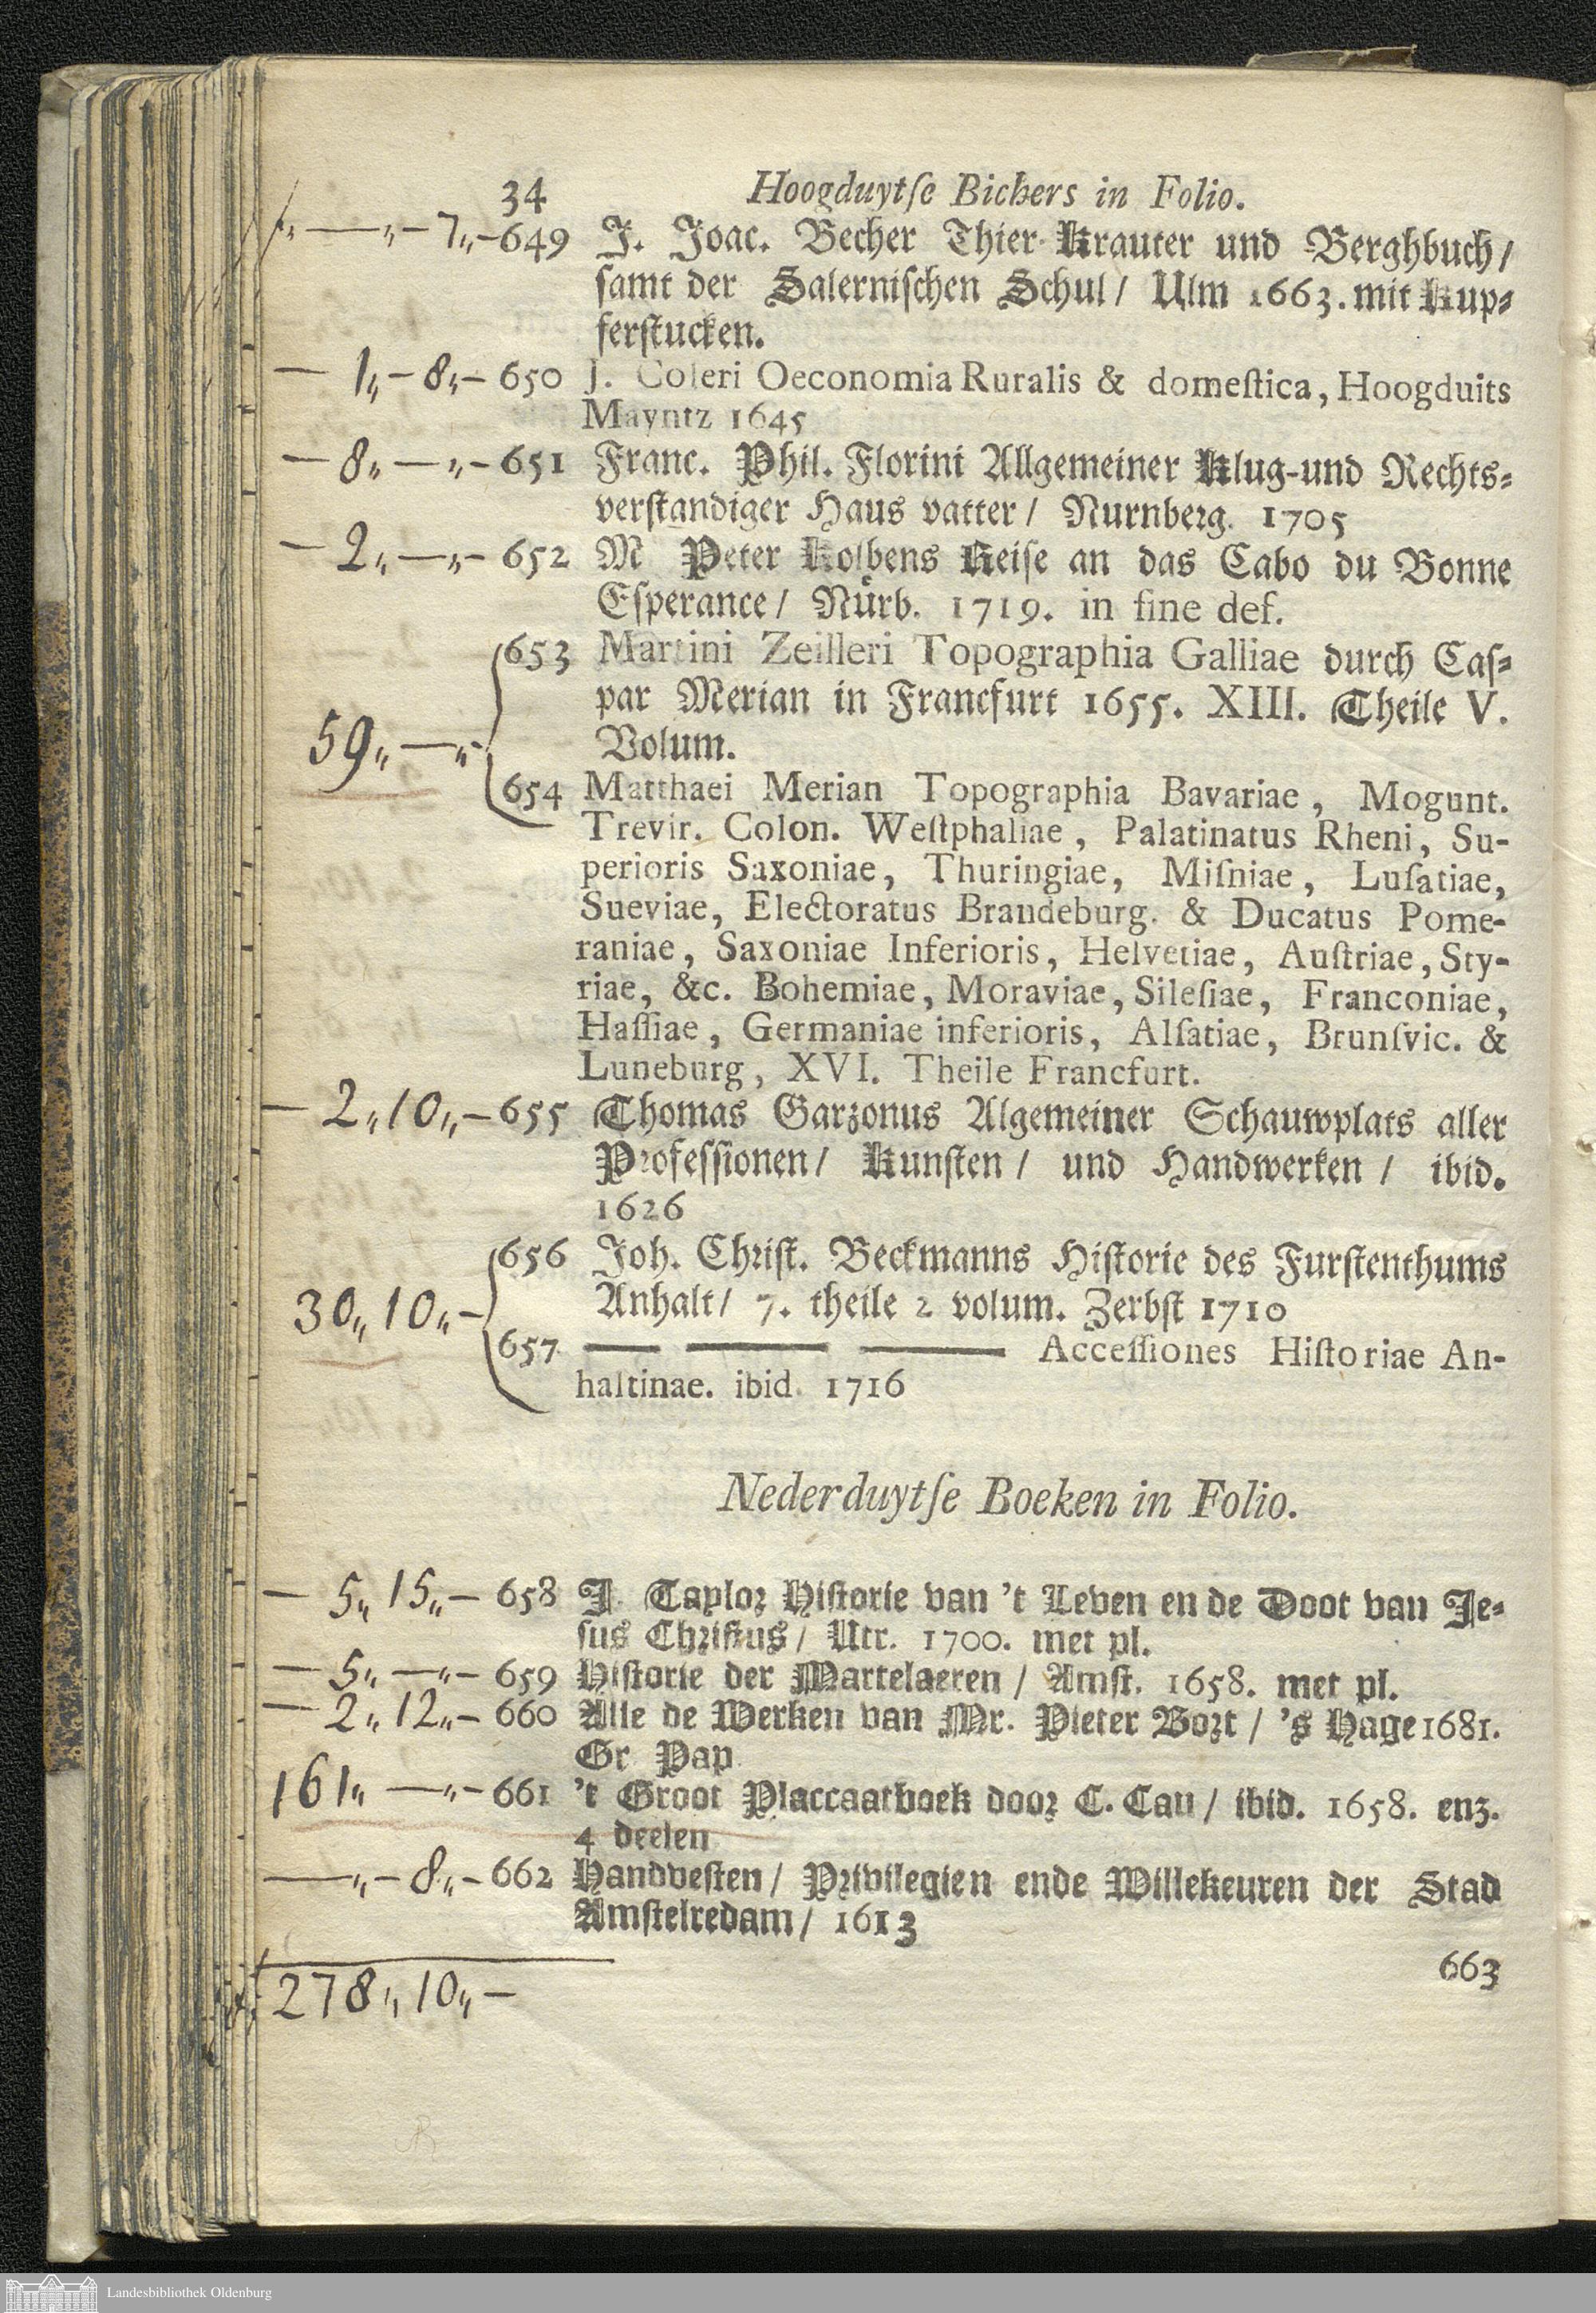 34 Hoogduytſe Bichers in Folio.
„ — „ - 7 „ - 649 J. Joac. Becher Thier Krauter und Berghbuch /
samt der Salernischen Schul / Ulm 1663. mit Kup⸗
ferstucken.
— 1 „ - 8 „ - 650 J. Coleri Oeconomia Ruralis & domeſtica, Hoogduits
Mayntz 1645
— 8 „ — „ - 651 Franc. Phil. Florini Allgemeiner Klug-und Rechts⸗
verstandiger Haus vatter / Nurnberg. 1705
— 2 „ — „ - 652 M Peter Kolbens Reise an das Cabo du Bonne
Esperance / Nürb. 1719. in fine def.
653 Martini Zeilleri Topographia Galliae durch Cas⸗
par Merian in Francfurt 1655. XIII. Theile V.
59 „ — „ - Volum.
654 Matthaei Merian Topographia Bavariae, Mogunt.
Trevir. Colon. Weſtphaliae, Palatinatus Rheni, Su-
perioris Saxoniae, Thuringiae, Miſniae, Luſatiae,
Sueviae, Electoratus Brandeburg. & Ducatus Pome-
raniae, Saxoniae Inferioris, Helvetiae, Auſtriae, Sty-
riae, &c. Bohemiae, Moraviae, Sileſiae, Franconiae,
Haſſiae, Germaniae inferioris, Alſatiae, Brunſvic. &
Luneburg, XVI. Theile Francfurt.
— 2 „ 10 „ - 655 Thomas Garzonus Algemeiner Schauwplats aller
Professionen / Kunsten / und Handwerken / ibid.
1626
656 Joh. Christ. Beckmanns Historie des Furstenthums
30 „ 10 „ - Anhalt / 7. theile 2 volum. Zerbst 1710
657 — — — Acceſſiones Hiſtoriae An-
haltinae. ibid. 1716
Nederduytſe Boeken in Folio.
— 5 „ 15 „ - 658 J. Taylor Historie van 't Leven en de Doot van Je⸗
sus Christus / Utr. 1700. met pl.
— 5 „ — „ - 659 Historie der Martelaeren / Amst. 1658. met pl.
— 2 „ 12 „ - 660 Alle de Werken van Mr. Pieter Bort / 's Hage 1681.
Gr Pap
161 „ — „ - 661 't Groot Placcaatboek door C. Cau / ibid. 1658. enz.
4 deelen
— „ - 8 „ - 662 Handvesten / Privilegien ende Willekeuren der Stad
Amstelredam / 1613
663
278 „ 10 „ -
Landesbibliothek Oldenburg